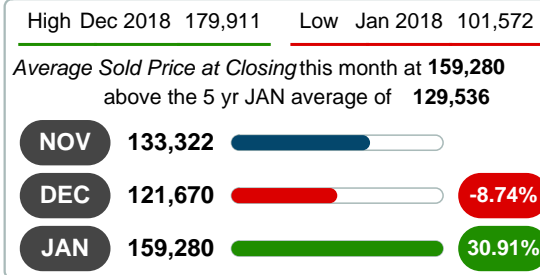 High Dec 2018 179,911 Low Jan 2018 101,572
Average Sold Price at Closing this month at 159,280
above the 5 yr JAN average of 129,536
NOV 133,322
DEC 121,670 -8.74%
JAN 159,280 30.91%